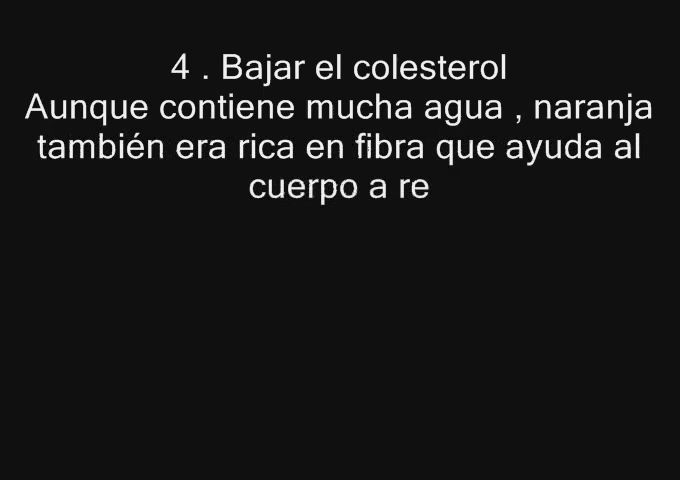 4 . Bajar el colesterol
Aunque contiene mucha agua , naranja
también era rica en fibra que ayuda al
cuerpo a re